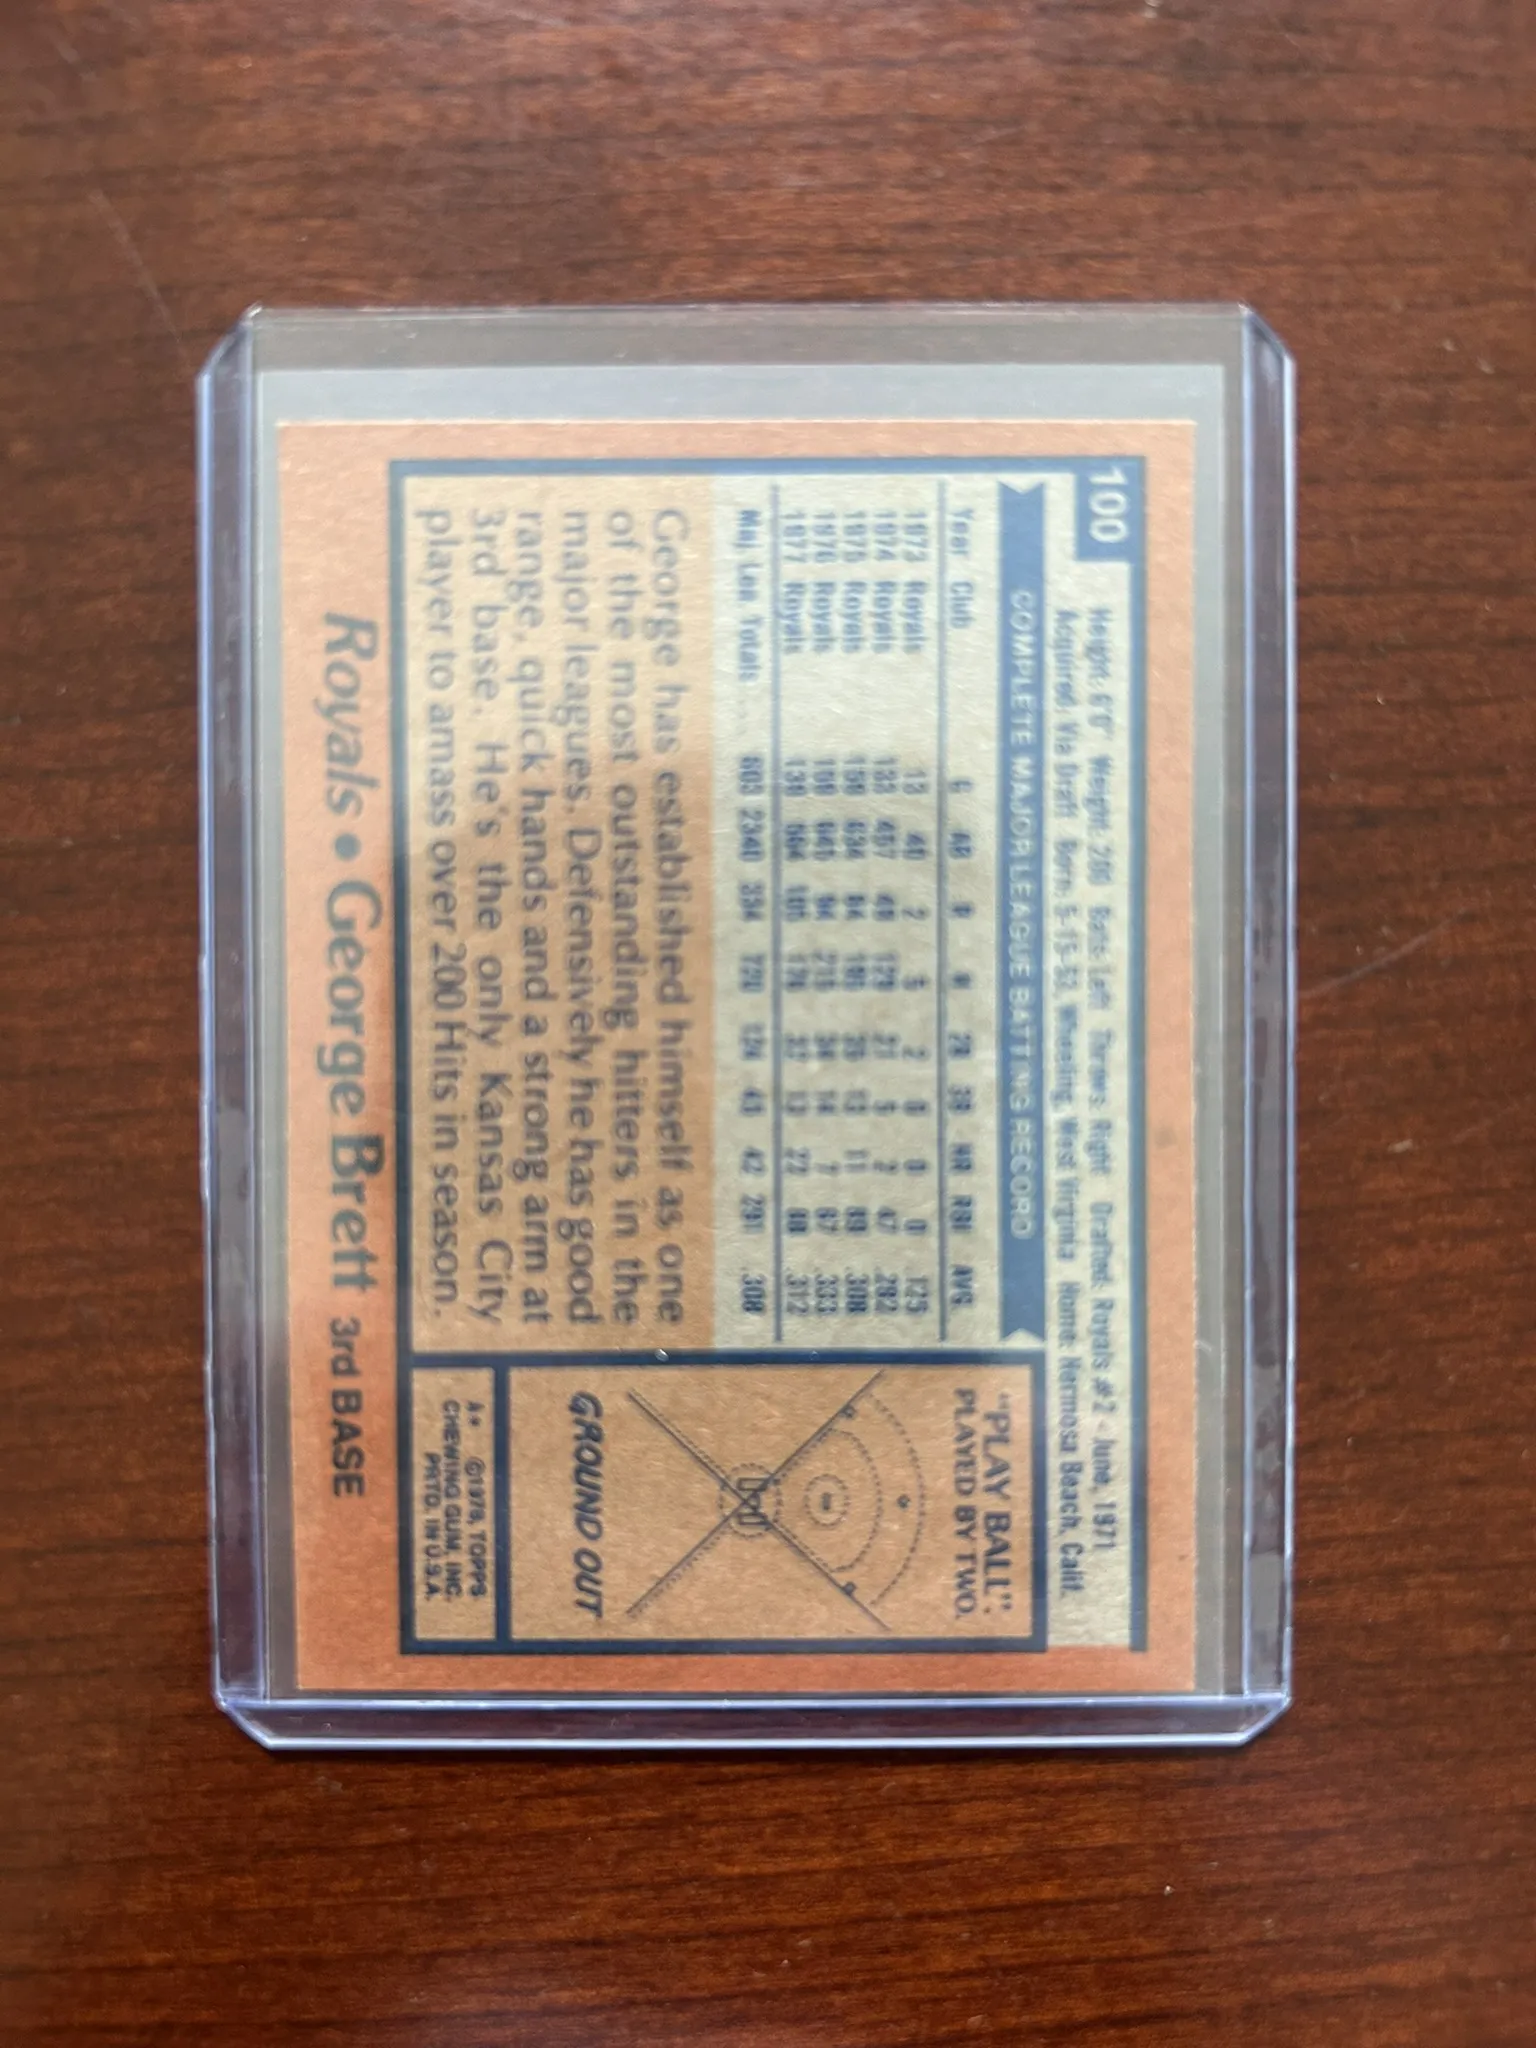 100
Height: 6'0" Weight: 200 Bats: Left Throws: Right Drafted: Royals #2 - June, 1971
Acquired: Via Draft Born: 5-15-53, Wheeling, West Virginia Home: Hermosa Beach, Calif.
COMPLETE MAJOR LEAGUE BATTING RECORD
Year Club G AB R H 2B 3B HR RBI AVG.
1973 Royals 13 40 2 5 2 0 0 0 .125
1974 Royals 133 457 49 129 21 5 2 47 .282
1975 Royals 159 634 84 195 35 13 11 89 .308
1976 Royals 159 645 94 215 34 14 7 67 .333
1977 Royals 139 564 105 176 32 13 22 88 .312
Maj. Lea. Totals 603 2340 334 720 124 45 42 291 .308
George has established himself as one
of the most outstanding hitters in the
major leagues. Defensively he has good
range, quick hands and a strong arm at
3rd base. He's the only Kansas City
player to amass over 200 Hits in season.
"PLAY BALL".
PLAYED BY TWO.
GROUND OUT
A* ©1978, TOPPS
CHEWING GUM, INC.
PRTD. IN U.S.A.
Royals • George Brett 3rd BASE